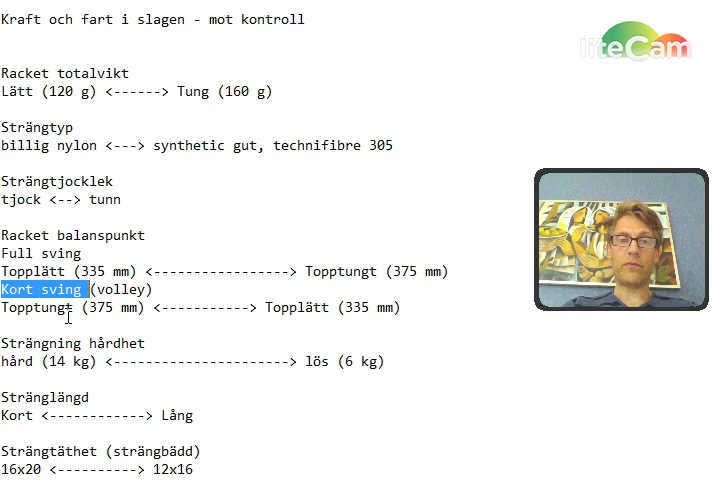 Kraft och fart i slagen - mot kontroll
liteCam
Racket totalvikt
Lätt (120 g) <------> Tung (160 g)
Strängtyp
billig nylon <---> synthetic gut, technifibre 305
Strängtjocklek
tjock <--> tunn
Racket balanspunkt
Full sving
Topplätt (335 mm) <----------------> Topptungt (375 mm)
Kort sving (volley)
Topptungt (375 mm) <-----------> Topplätt (335 mm)
Strängning hårdhet
hård (14 kg) <----------------------> lös (6 kg)
Stränglängd
Kort <------------> Lång
Strängtäthet (strängbädd)
16x20 <----------> 12x16